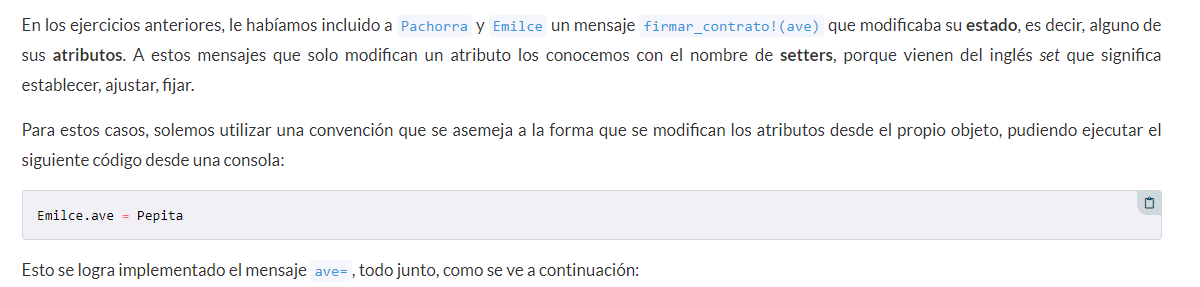 En los ejercicios anteriores, le habíamos incluido a Pachorra y Emilce un mensaje firmar_contrato!(ave) que modificaba su estado, es decir, alguno de
sus atributos. A estos mensajes que solo modifican un atributo los conocemos con el nombre de setters, porque vienen del inglés set que significa
establecer, ajustar, fijar.
Para estos casos, solemos utilizar una convención que se asemeja a la forma que se modifican los atributos desde el propio objeto, pudiendo ejecutar el
siguiente código desde una consola:
Emilce.ave = Pepita
Esto se logra implementado el mensaje ave=, todo junto, como se ve a continuación: